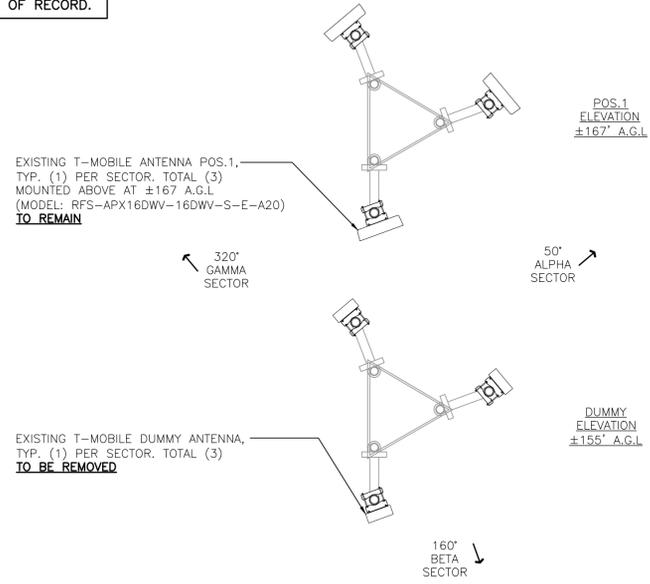 OF RECORD.
POS.1
ELEVATION
±167' A.G.L
EXISTING T-MOBILE ANTENNA POS.1,
TYP. (1) PER SECTOR. TOTAL (3)
MOUNTED ABOVE AT ±167 A.G.L
(MODEL: RFS-APX16DWV-16DWV-S-E-A20)
TO REMAIN
320°
GAMMA
SECTOR
50°
ALPHA
SECTOR
EXISTING T-MOBILE DUMMY ANTENNA,
TYP. (1) PER SECTOR. TOTAL (3)
TO BE REMOVED
DUMMY
ELEVATION
±155' A.G.L
160°
BETA
SECTOR